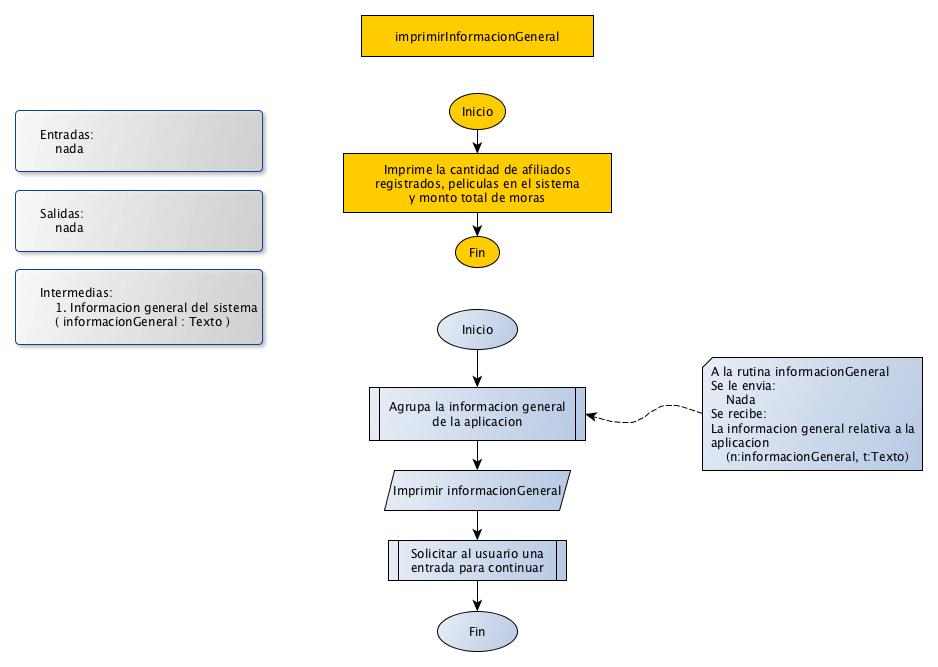 imprimirInformacionGeneral
Inicio
Imprime la cantidad de afiliados
registrados, peliculas en el sistema
y monto total de moras
Fin
Entradas:
nada
Salidas:
nada
Intermedias:
1. Informacion general del sistema
( informacionGeneral : Texto )
Inicio
Agrupa la informacion general
de la aplicacion
A la rutina informacionGeneral
Se le envia:
Nada
Se recibe:
La informacion general relativa a la
aplicacion
(n:informacionGeneral, t:Texto)
Imprimir informacionGeneral
Solicitar al usuario una
entrada para continuar
Fin